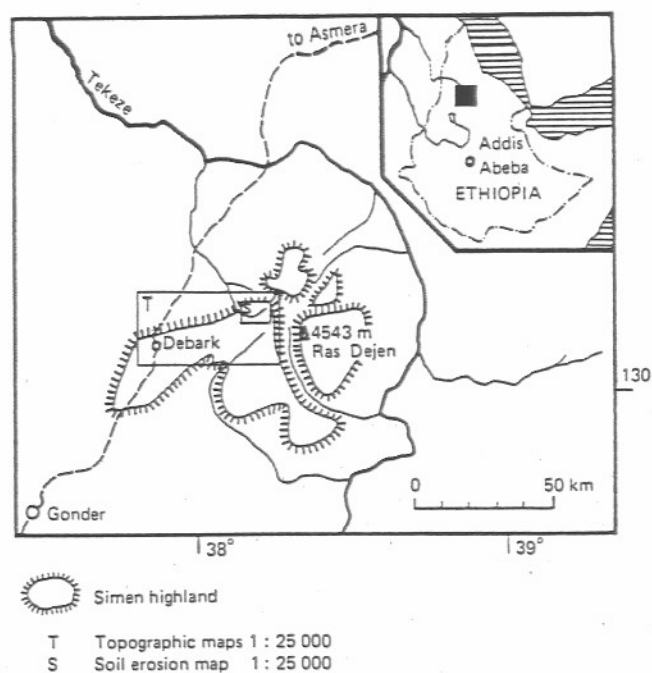 to Asmera
Tekeze
Addis
Abeba
ETHIOPIA
T
S
4543 m
Debark
Ras Dejen
130
0 50 km
Gonder
38°
39°
Simen highland
T Topographic maps 1 : 25 000
S Soil erosion map 1 : 25 000